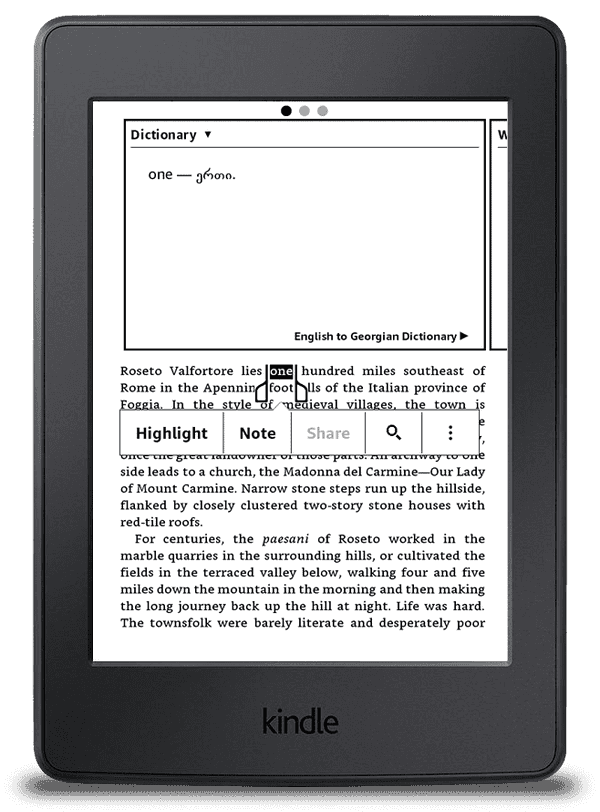 Dictionary ▼
W
one — ერთი.
English to Georgian Dictionary ▶
Roseto Valfortore lies one hundred miles southeast of
Rome in the Apennin foot lls of the Italian province of
Foggia. In the style of medieval villages, the town is
Highlight Note Share
once the great landowner of those parts. An archway to one
side leads to a church, the Madonna del Carmine—Our Lady
of Mount Carmine. Narrow stone steps run up the hillside,
flanked by closely clustered two-story stone houses with
red-tile roofs.
For centuries, the paesani of Roseto worked in the
marble quarries in the surrounding hills, or cultivated the
fields in the terraced valley below, walking four and five
miles down the mountain in the morning and then making
the long journey back up the hill at night. Life was hard.
The townsfolk were barely literate and desperately poor
kindle